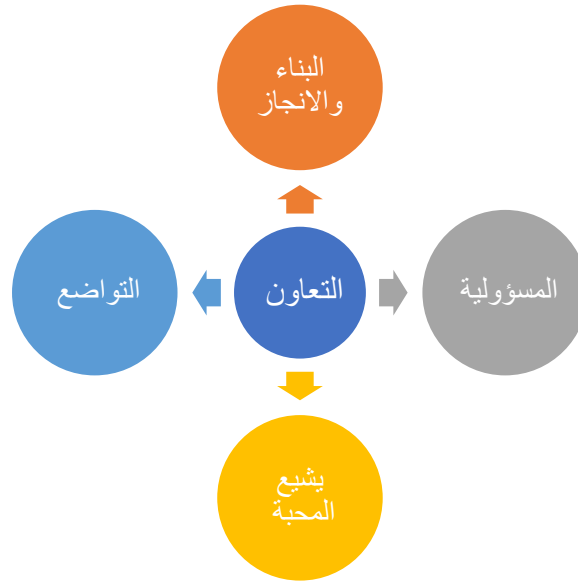 البناء
والانجاز
المسؤولية
التعاون
التواضع
يشيع
المحبة